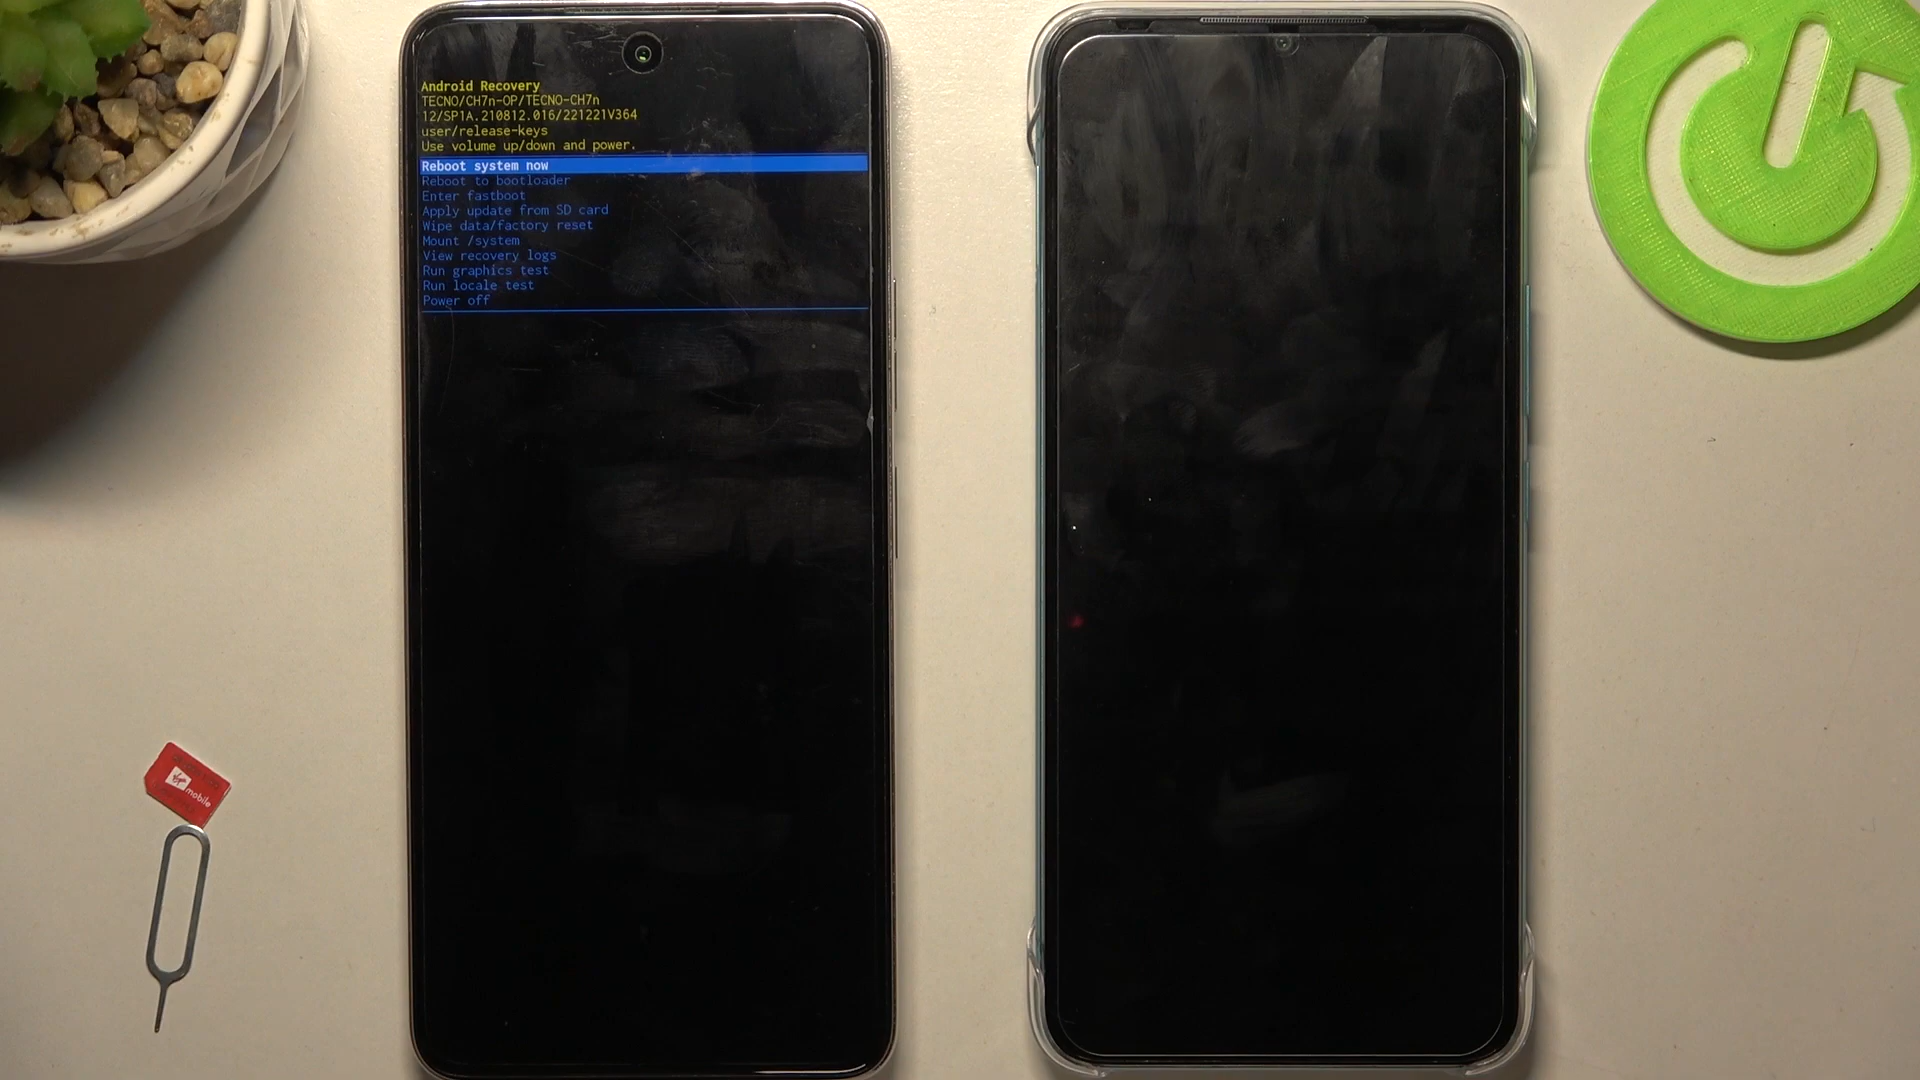 Android Recovery
TECNO/CH7n-OP/TECNO-CH7n
12/SP1A.210812.016/221221V364
user/release-keys
Use volume up/down and power.
Reboot system now
Reboot to bootloader
Enter fastboot
Apply update from SD card
Wipe data/factory reset
Mount /system
View recovery logs
Run graphics test
Run locale test
Power off
mobile